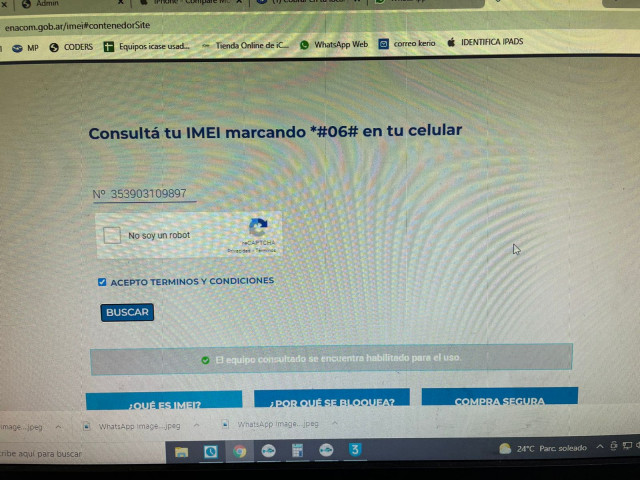 Admin
iPhone - Compare M
enacom.gob.ar/imei#contenedorSite
MP CODERS Equipos icase usad... Tienda Online de iC... WhatsApp Web correo kerio IDENTIFICA IPADS
Consultá tu IMEI marcando *#06# en tu celular
Nº 353903109897
No soy un robot
reCAPTCHA
Privacidad - Términos
ACEPTO TERMINOS Y CONDICIONES
BUSCAR
El equipo consultado se encuentra habilitado para el uso.
¿QUÉ ES IMEI? ¿POR QUÉ SE BLOQUEA? COMPRA SEGURA
image...jpeg WhatsApp Image...jpeg WhatsApp Image...jpeg
cribe aquí para buscar
3
24°C Parc. soleado